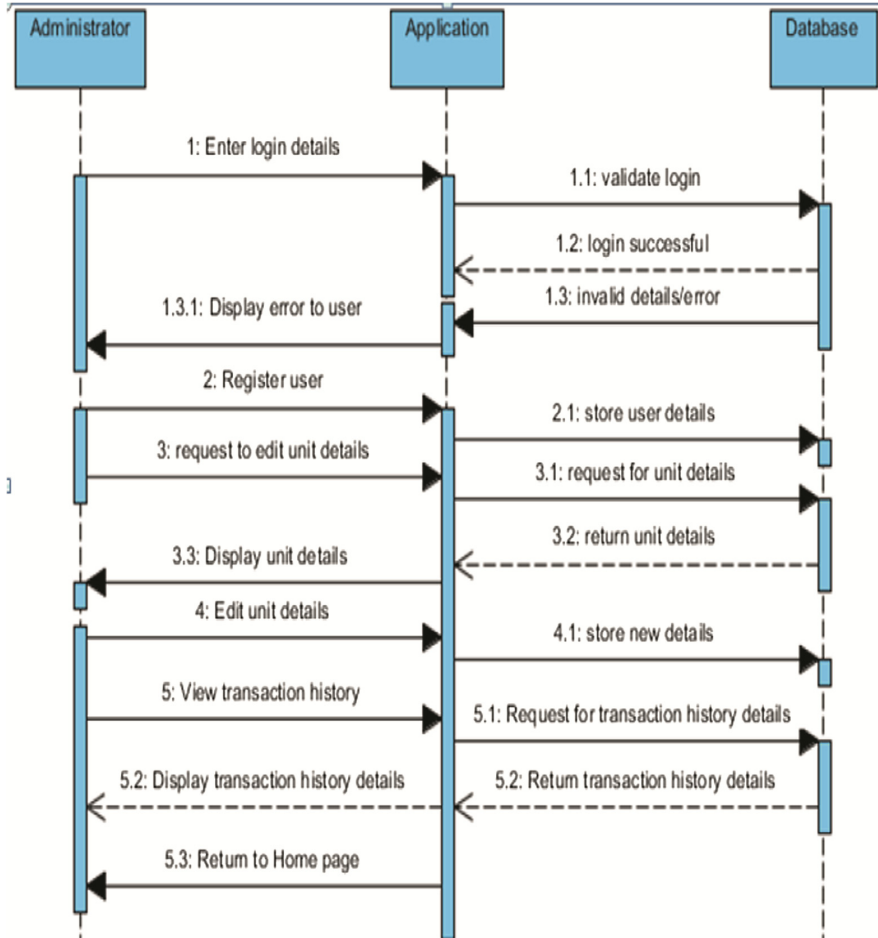 Administrator
Application
Database
1: Enter login details
1.1: validate login
1.2: login successful
1.3: invalid details/error
1.3.1: Display error to user
2: Register user
2.1: store user details
3: request to edit unit details
3.1: request for unit details
3.2: return unit details
3.3: Display unit details
4: Edit unit details
4.1: store new details
5: View transaction history
5.1: Request for transaction history details
5.2: Display transaction history details
5.2: Return transaction history details
5.3: Return to Home page